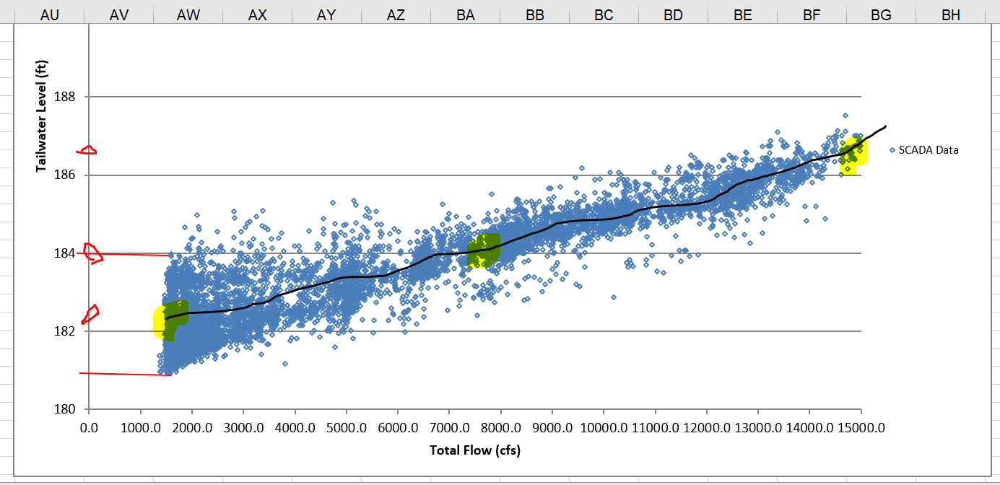 AU AV AW AX AY AZ BA BB BC BD BE BF BG BH
Tailwater Level (ft)
188
186
184
182
180
SCADA Data
0.0 1000.0 2000.0 3000.0 4000.0 5000.0 6000.0 7000.0 8000.0 9000.0 10000.0 11000.0 12000.0 13000.0 14000.0 15000.0
Total Flow (cfs)